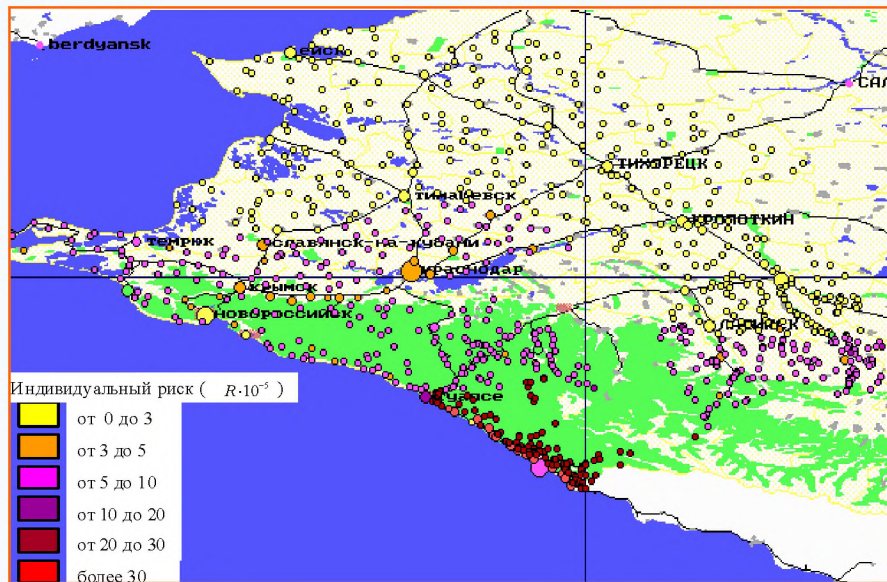 berdyansk
ЕЙСК
САЛ
ТИХОРЕЦК
ТИМАШЕВСК
КРОПОТКИН
ТЕМРЮК
СЛАВЯНСК-НА-КУБАНИ
КРАСНОДАР
КРЫМСК
НОВОРОССИЙСК
ЛАБИНСК
Туапсе
Индивидуальный риск ( R·10⁻⁵ )
от 0 до 3
от 3 до 5
от 5 до 10
от 10 до 20
от 20 до 30
более 30